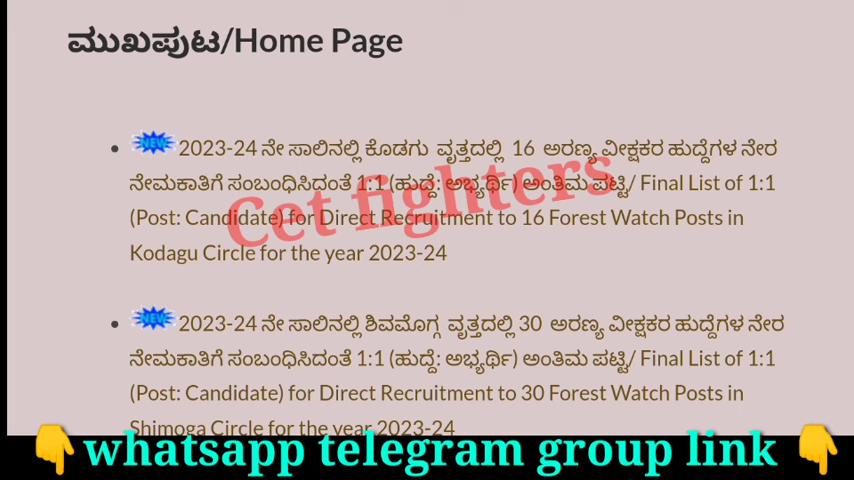 ಮುಖಪುಟ/Home Page
NEW 2023-24 ನೇ ಸಾಲಿನಲ್ಲಿ ಕೊಡಗು ವೃತ್ತದಲ್ಲಿ 16 ಅರಣ್ಯ ವೀಕ್ಷಕರ ಹುದ್ದೆಗಳ ನೇರ
ನೇಮಕಾತಿಗೆ ಸಂಬಂಧಿಸಿದಂತೆ 1:1 (ಹುದ್ದೆ: ಅಭ್ಯರ್ಥಿ) ಅಂತಿಮ ಪಟ್ಟಿ/ Final List of 1:1
(Post: Candidate) for Direct Recruitment to 16 Forest Watch Posts in
Kodagu Circle for the year 2023-24
Cet fighters
NEW 2023-24 ನೇ ಸಾಲಿನಲ್ಲಿ ಶಿವಮೊಗ್ಗ ವೃತ್ತದಲ್ಲಿ 30 ಅರಣ್ಯ ವೀಕ್ಷಕರ ಹುದ್ದೆಗಳ ನೇರ
ನೇಮಕಾತಿಗೆ ಸಂಬಂಧಿಸಿದಂತೆ 1:1 (ಹುದ್ದೆ: ಅಭ್ಯರ್ಥಿ) ಅಂತಿಮ ಪಟ್ಟಿ/ Final List of 1:1
(Post: Candidate) for Direct Recruitment to 30 Forest Watch Posts in
Shimoga Circle for the year 2023-24
whatsapp telegram group link